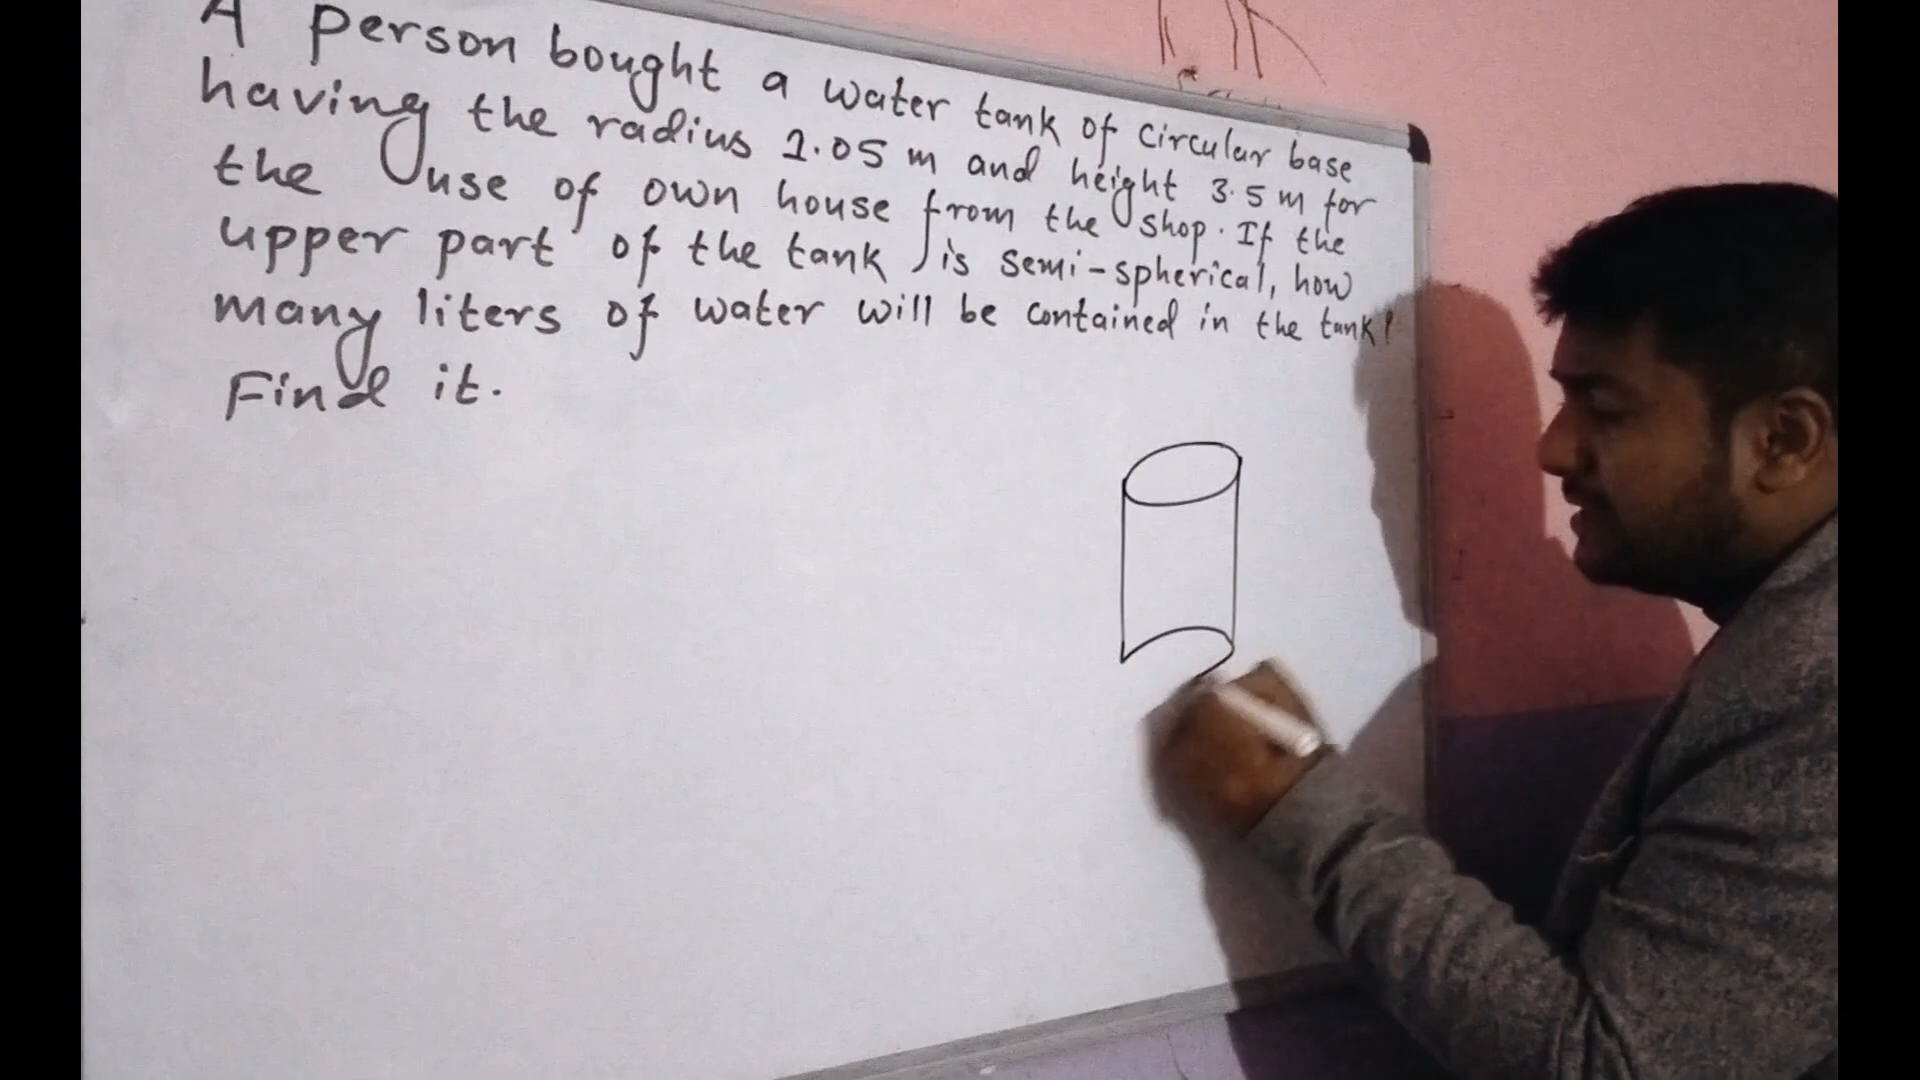 A person bought a water tank of circular base
having the radius 1.05 m and height 3.5 m for
the use of own house from the shop. If the
upper part of the tank is semi-spherical, how
many liters of water will be contained in the tank?
Find it.